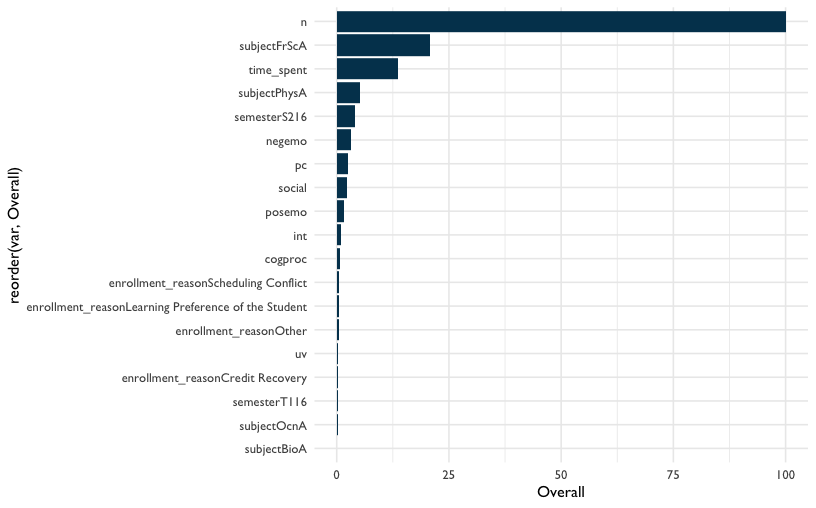 n
subjectFrScA
time_spent
subjectPhysA
semesterS216
negemo
pc
social
posemo
int
cogproc
enrollment_reasonScheduling Conflict
enrollment_reasonLearning Preference of the Student
enrollment_reasonOther
uv
enrollment_reasonCredit Recovery
semesterT116
subjectOcnA
subjectBioA
reorder(var, Overall)
0 25 50 75 100
Overall